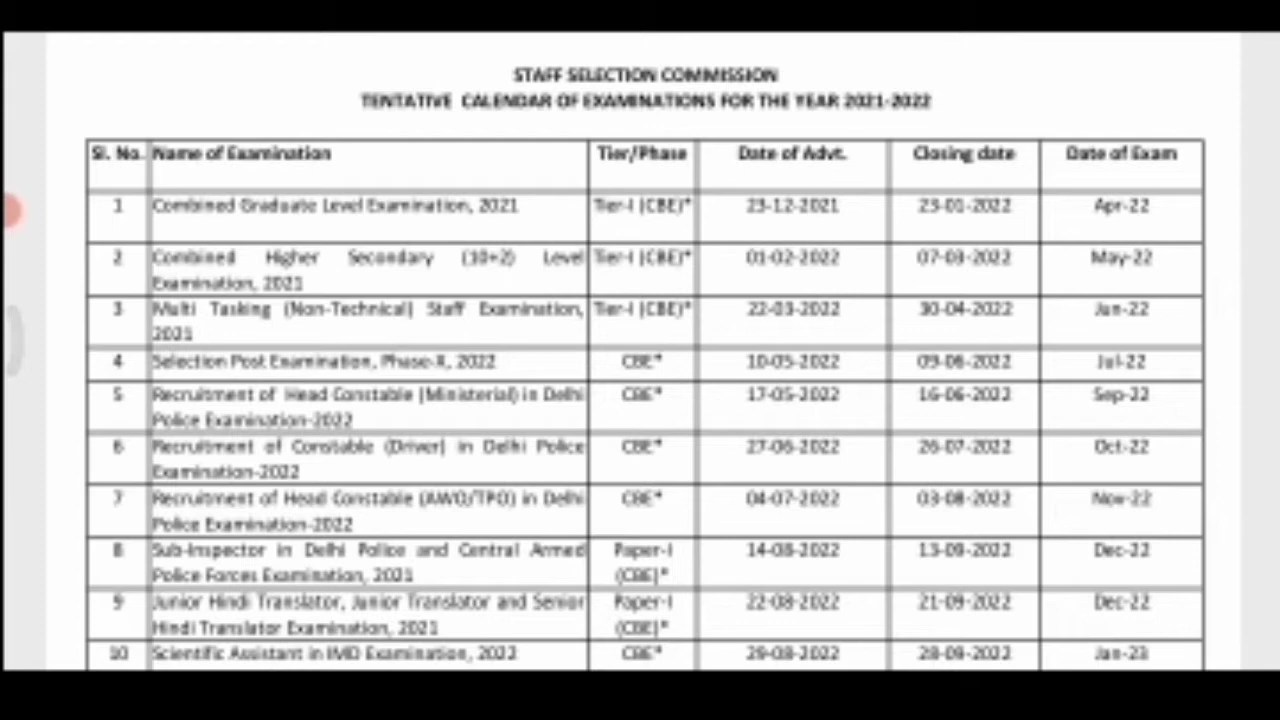 STAFF SELECTION COMMISSION
TENTATIVE CALENDAR OF EXAMINATIONS FOR THE YEAR 2021-2022
Sl. No. Name of Examination Tier/Phase Date of Advt. Closing date Date of Exam
1 Combined Graduate Level Examination, 2021 Tier-I (CBE)* 23-12-2021 23-01-2022 Apr-22
2 Combined Higher Secondary (10+2) Level Tier-I (CBE)* 01-02-2022 07-03-2022 May-22
Examination, 2021
3 Multi Tasking (Non-Technical) Staff Examination, Tier-I (CBE)* 22-03-2022 30-04-2022 Jun-22
2021
4 Selection Post Examination, Phase-X, 2022 CBE* 10-05-2022 09-06-2022 Jul-22
5 Recruitment of Head Constable (Ministerial) in Delhi CBE* 17-05-2022 16-06-2022 Sep-22
Police Examination-2022
6 Recruitment of Constable (Driver) in Delhi Police CBE* 27-06-2022 26-07-2022 Oct-22
Examination-2022
7 Recruitment of Head Constable (AWO/TPO) in Delhi CBE* 04-07-2022 03-08-2022 Nov-22
Police Examination-2022
8 Sub-Inspector in Delhi Police and Central Armed Paper-I 14-08-2022 13-09-2022 Dec-22
Police Forces Examination, 2021 (CBE)*
9 Junior Hindi Translator, Junior Translator and Senior Paper-I 22-08-2022 21-09-2022 Dec-22
Hindi Translator Examination, 2021 (CBE)*
10 Scientific Assistant in IMD Examination, 2022 CBE* 29-08-2022 28-09-2022 Jan-23